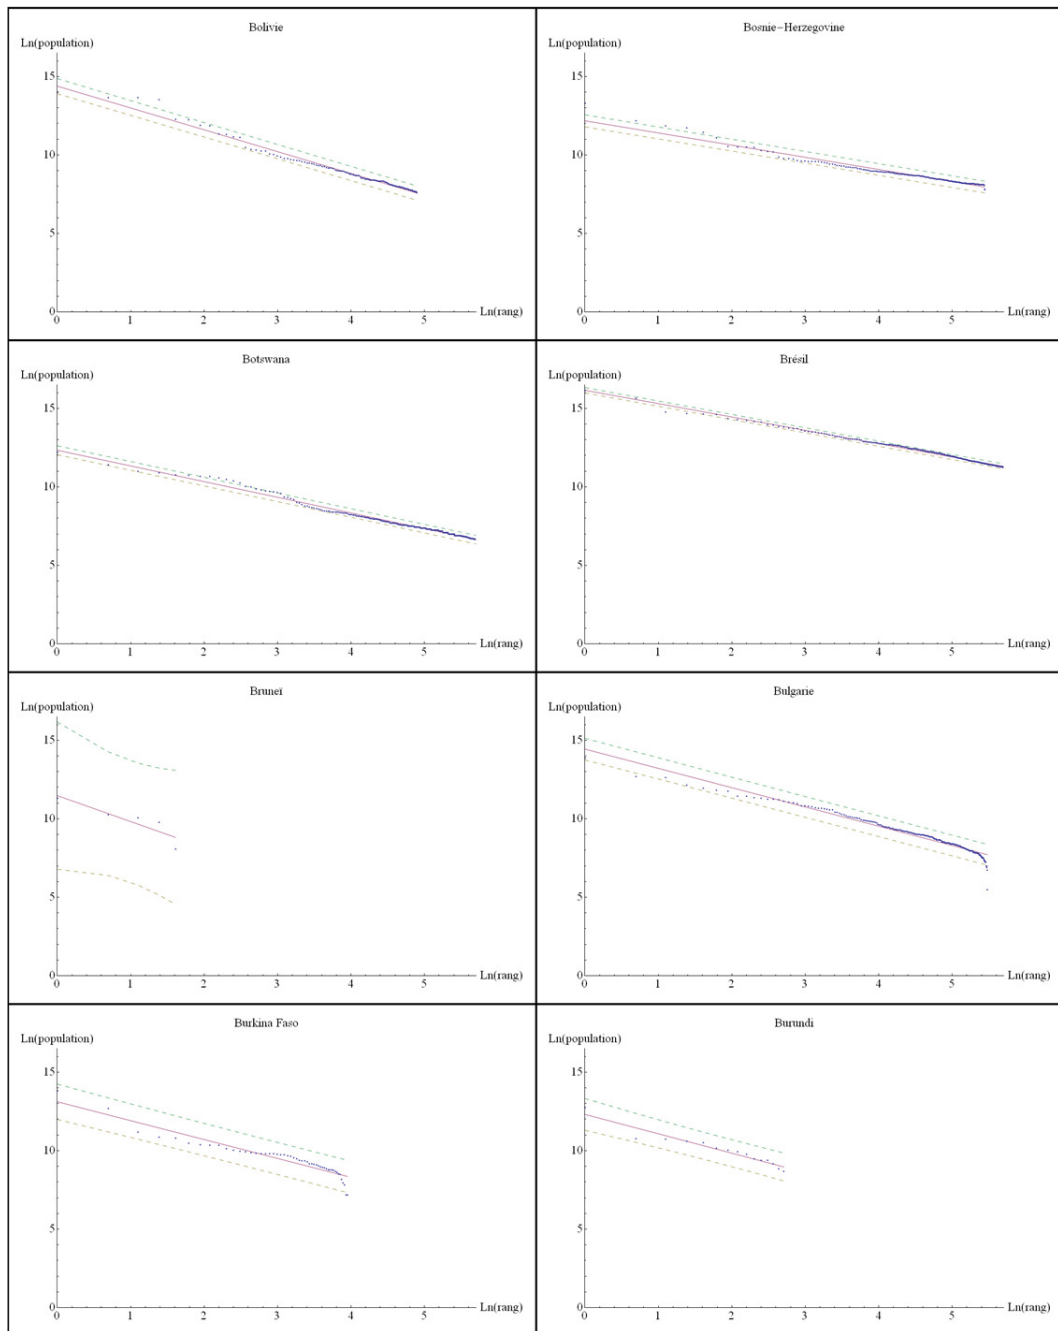 Bolivie
Ln(population)
15
10
5
0
0 1 2 3 4 5 Ln(rang)
Bosnie-Herzegovine
Ln(population)
15
10
5
0
0 1 2 3 4 5 Ln(rang)
Botswana
Ln(population)
15
10
5
0
0 1 2 3 4 5 Ln(rang)
Brésil
Ln(population)
15
10
5
0
0 1 2 3 4 5 Ln(rang)
Bruneï
Ln(population)
15
10
5
0
0 1 2 3 4 5 Ln(rang)
Bulgarie
Ln(population)
15
10
5
0
0 1 2 3 4 5 Ln(rang)
Burkina Faso
Ln(population)
15
10
5
0
0 1 2 3 4 5 Ln(rang)
Burundi
Ln(population)
15
10
5
0
0 1 2 3 4 5 Ln(rang)